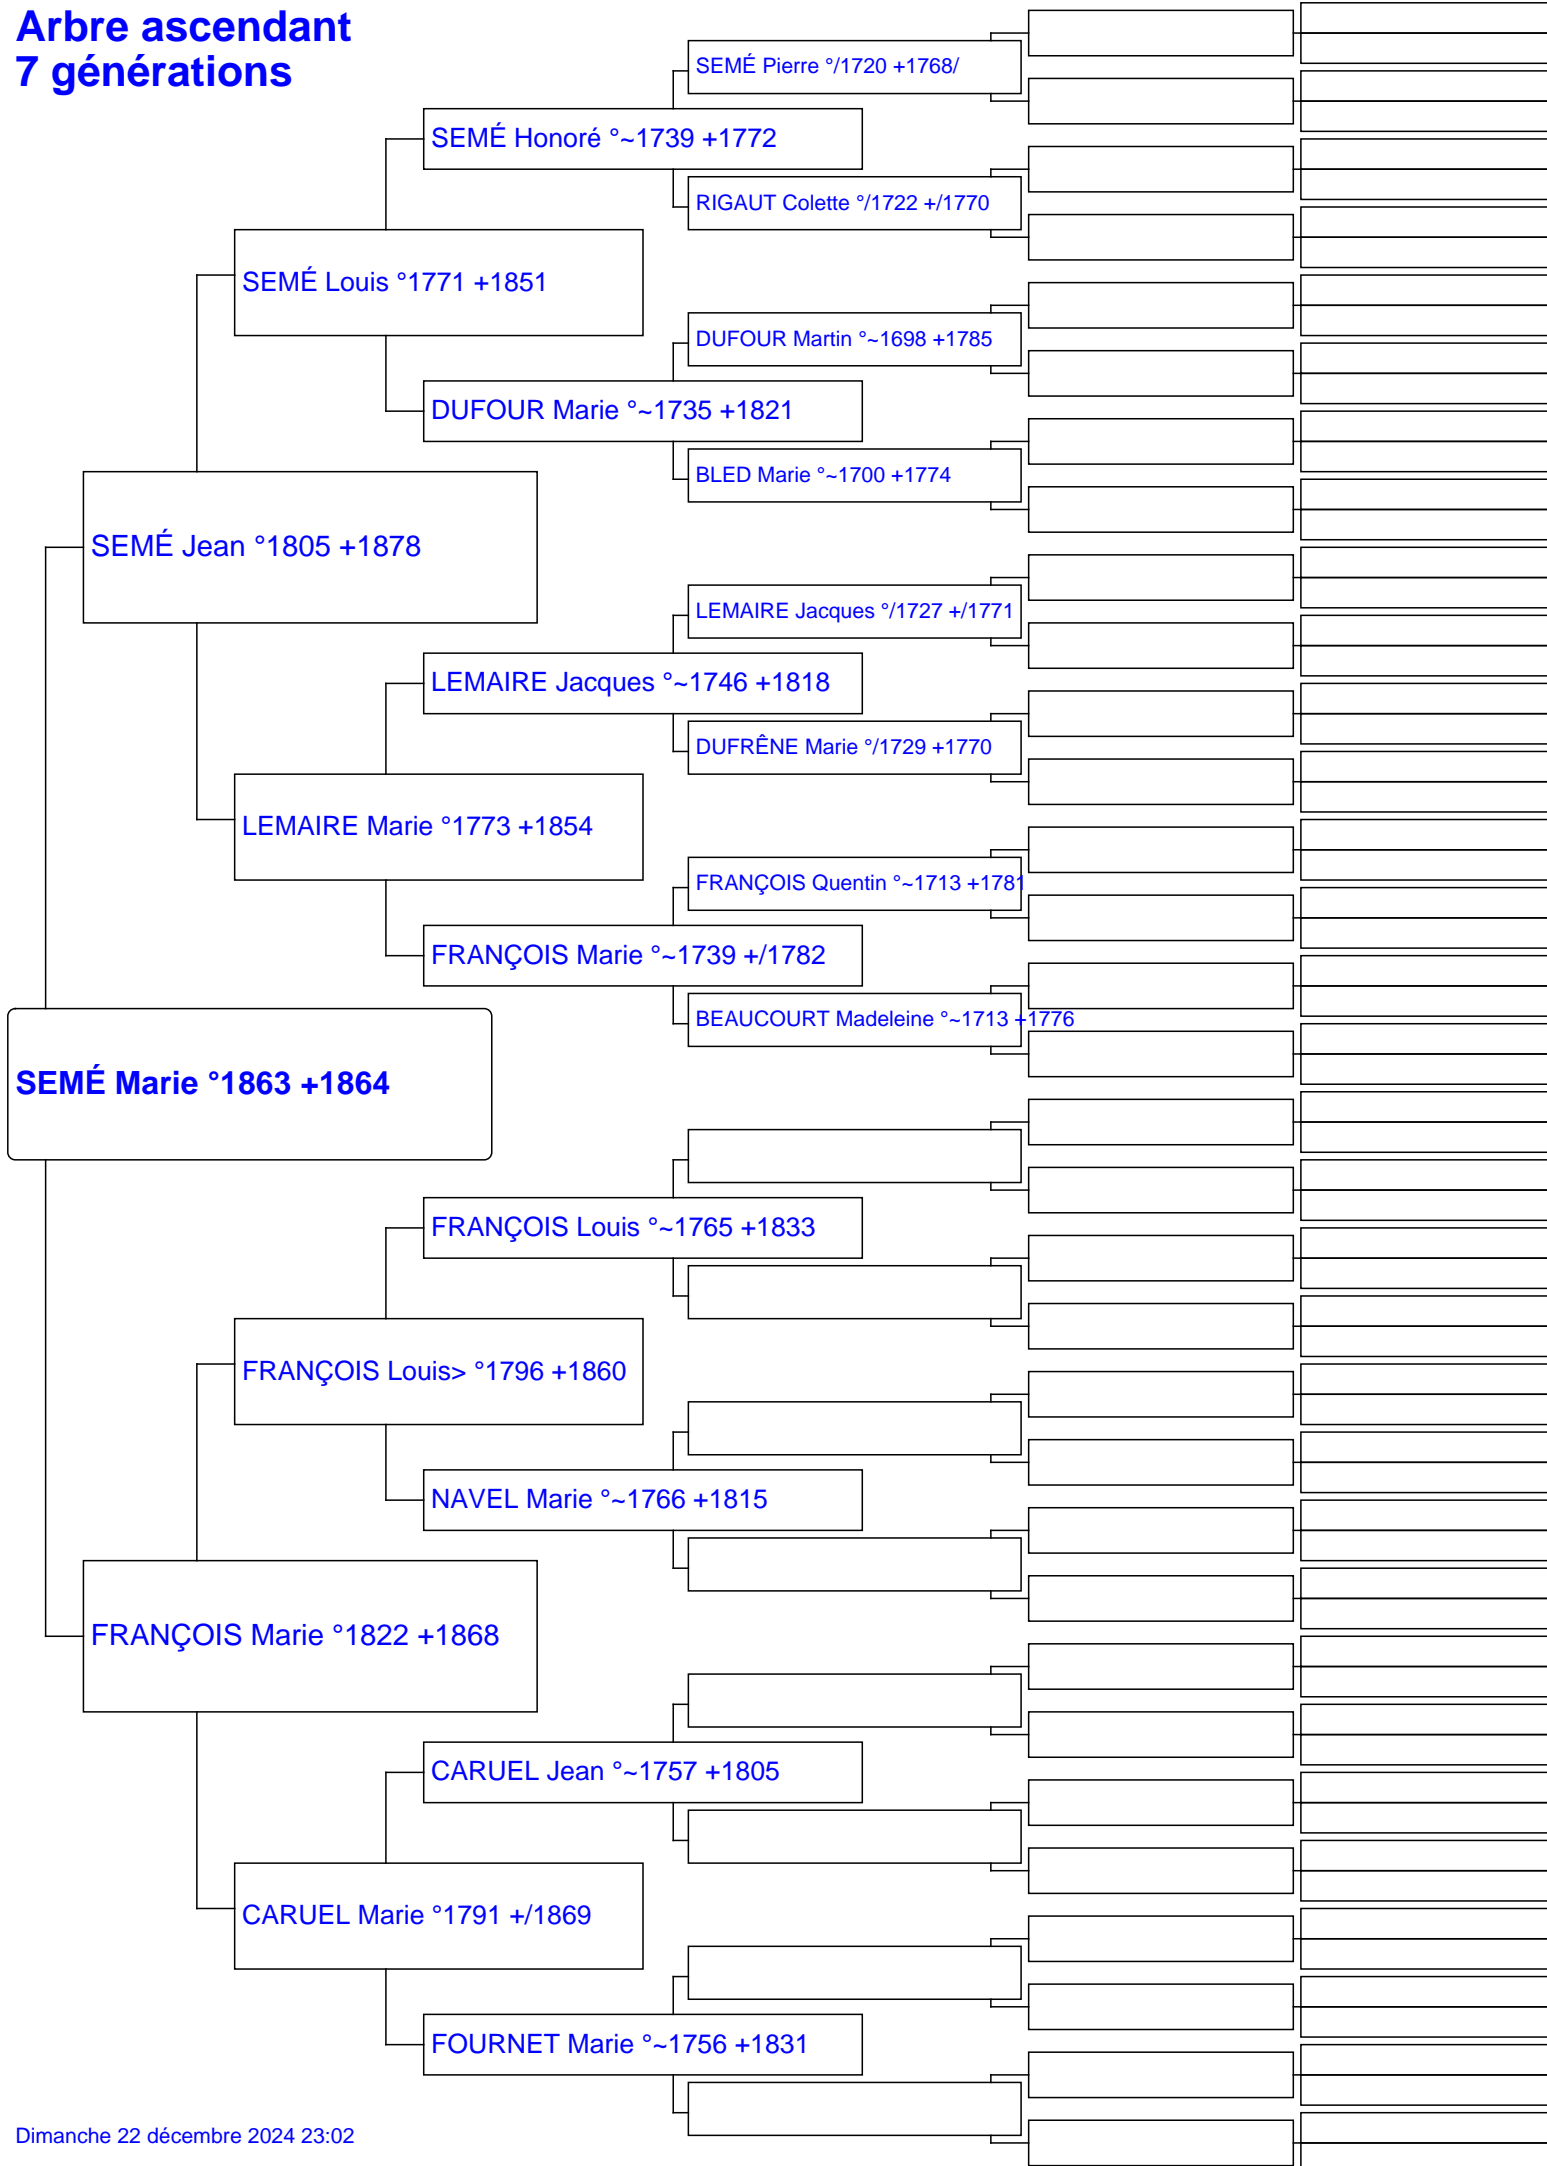 Arbre ascendant
7 générations
SEMÉ Pierre °/1720 +1768/
SEMÉ Honoré °~1739 +1772
RIGAUT Colette °/1722 +/1770
SEMÉ Louis °1771 +1851
DUFOUR Martin °~1698 +1785
DUFOUR Marie °~1735 +1821
BLED Marie °~1700 +1774
SEMÉ Jean °1805 +1878
LEMAIRE Jacques °/1727 +/1771
LEMAIRE Jacques °~1746 +1818
DUFRÊNE Marie °/1729 +1770
LEMAIRE Marie °1773 +1854
FRANÇOIS Quentin °~1713 +1781
FRANÇOIS Marie °~1739 +/1782
BEAUCOURT Madeleine °~1713 +1776
SEMÉ Marie °1863 +1864
FRANÇOIS Louis °~1765 +1833
FRANÇOIS Louis> °1796 +1860
NAVEL Marie °~1766 +1815
FRANÇOIS Marie °1822 +1868
CARUEL Jean °~1757 +1805
CARUEL Marie °1791 +/1869
FOURNET Marie °~1756 +1831
Dimanche 22 décembre 2024 23:02